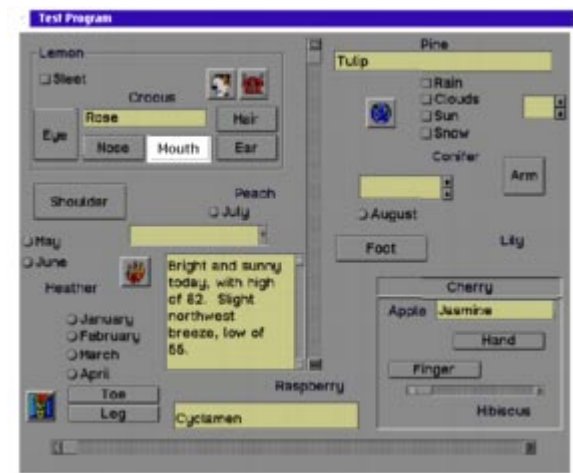 Test Program
Lemon
Sleet
Crocus
Rose
Eye
Hair
Nose
Mouth
Ear
Shoulder
Peach
July
May
June
Heather
Bright and sunny
today, with high
of 82. Slight
northwest
breeze, low of
55.
January
February
March
April
Toe
Leg
Raspberry
Cyclamen
Pine
Tulip
Rain
Clouds
Sun
Snow
Conifer
Arm
August
Foot
Lily
Cherry
Apple
Jasmine
Hand
Finger
Hibiscus